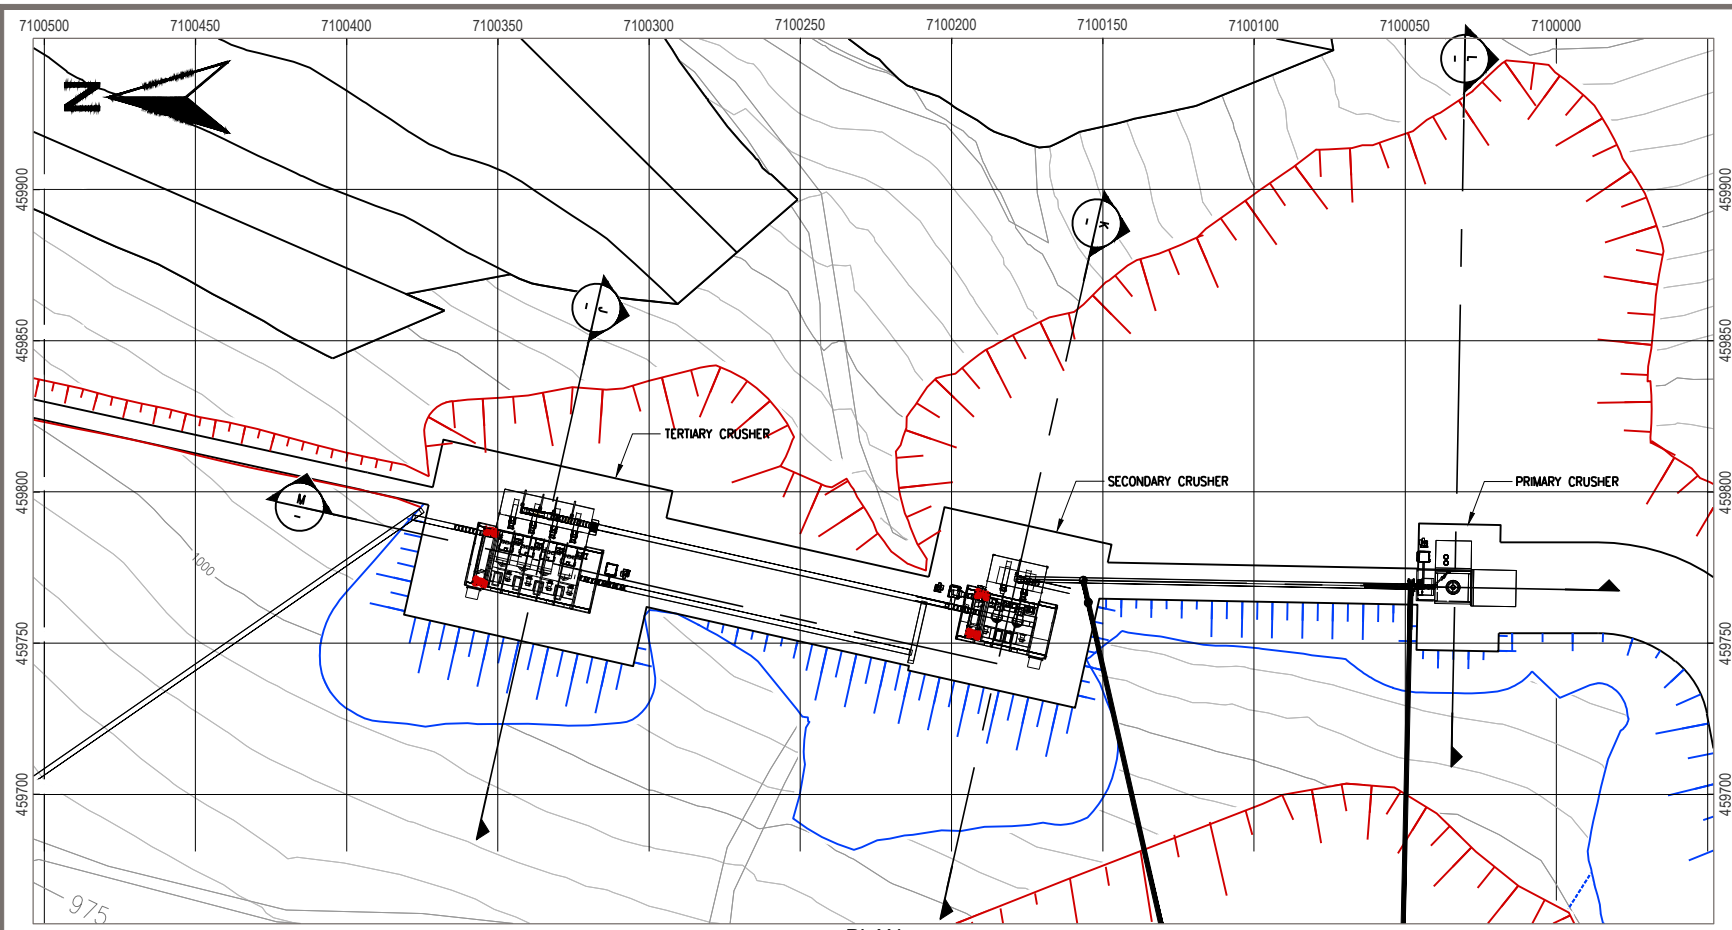 7100500 7100450 7100400 7100350 7100300 7100250 7100200 7100150 7100100 7100050 7100000
N
L
459900 459900
K
459850 459850
J
TERTIARY CRUSHER
SECONDARY CRUSHER
PRIMARY CRUSHER
459800 459800
M
1000
459750 459750
459700 459700
975